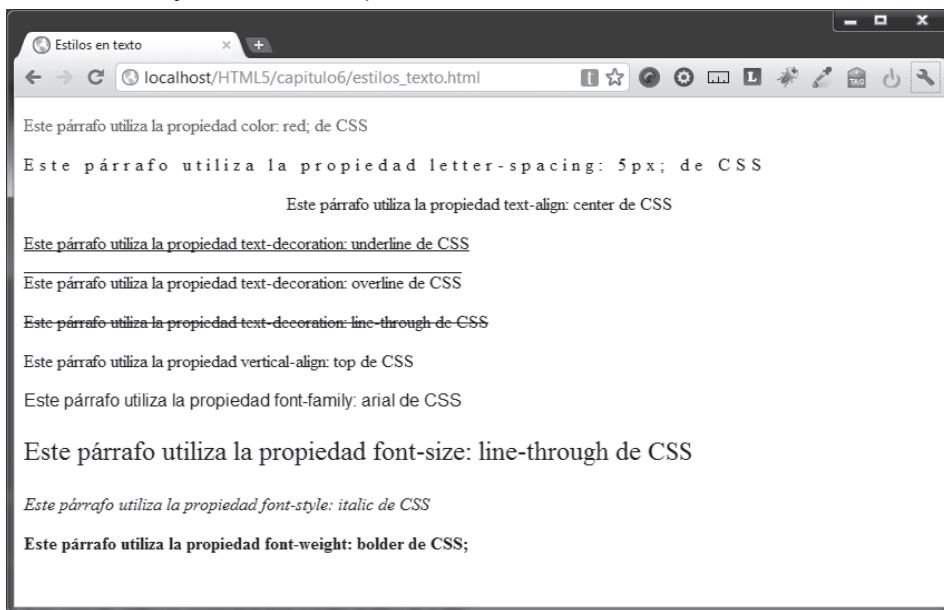 Estilos en texto
localhost/HTML5/capitulo6/estilos_texto.html
L
TAG
Este párrafo utiliza la propiedad color: red; de CSS
Este párrafo utiliza la propiedad letter-spacing: 5px; de CSS
Este párrafo utiliza la propiedad text-align: center de CSS
Este párrafo utiliza la propiedad text-decoration: underline de CSS
Este párrafo utiliza la propiedad text-decoration: overline de CSS
Este párrafo utiliza la propiedad text-decoration: line-through de CSS
Este párrafo utiliza la propiedad vertical-align: top de CSS
Este párrafo utiliza la propiedad font-family: arial de CSS
Este párrafo utiliza la propiedad font-size: line-through de CSS
Este párrafo utiliza la propiedad font-style: italic de CSS
Este párrafo utiliza la propiedad font-weight: bolder de CSS;